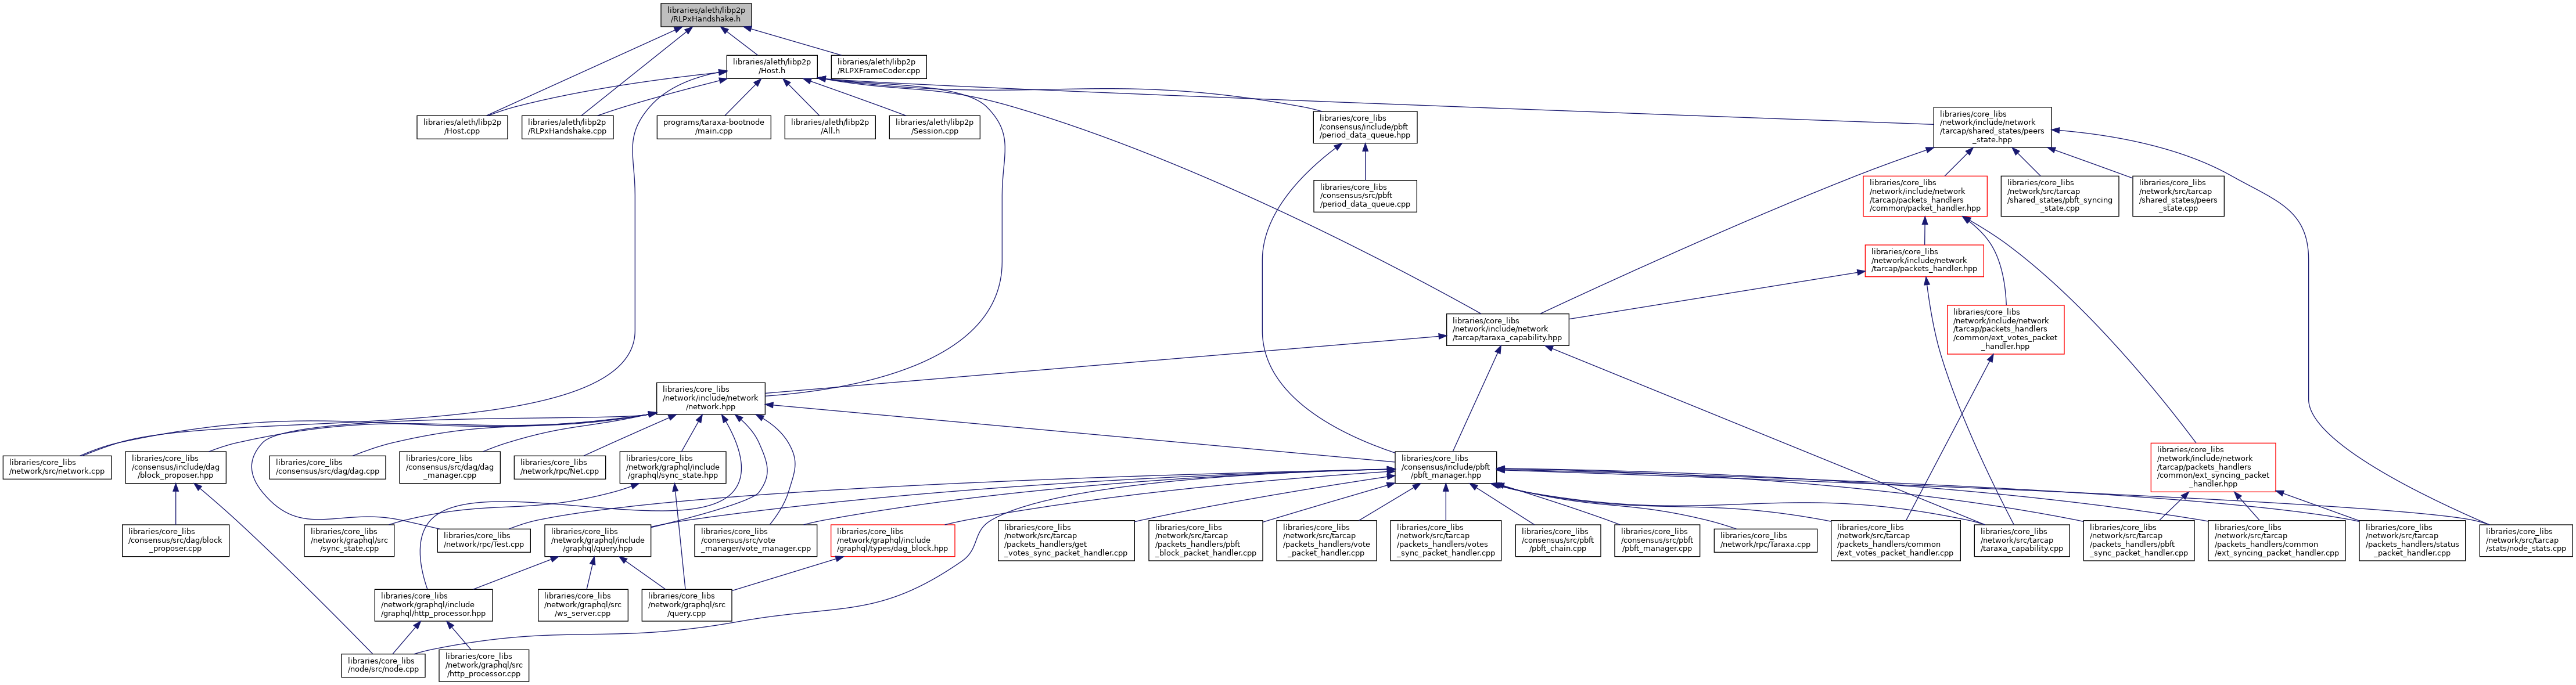 libraries/aleth/libp2p
/RLPxHandshake.h
libraries/aleth/libp2p
/Host.h
libraries/aleth/libp2p
/RLPXFrameCoder.cpp
libraries/aleth/libp2p
/Host.cpp
libraries/aleth/libp2p
/RLPxHandshake.cpp
programs/taraxa-bootnode
/main.cpp
libraries/aleth/libp2p
/All.h
libraries/aleth/libp2p
/Session.cpp
libraries/core_libs
/consensus/include/pbft
/period_data_queue.hpp
libraries/core_libs
/network/include/network
/tarcap/shared_states/peers
_state.hpp
libraries/core_libs
/consensus/src/pbft
/period_data_queue.cpp
libraries/core_libs
/network/include/network
/tarcap/packets_handlers
/common/packet_handler.hpp
libraries/core_libs
/network/src/tarcap
/shared_states/pbft_syncing
_state.cpp
libraries/core_libs
/network/src/tarcap
/shared_states/peers
_state.cpp
libraries/core_libs
/network/include/network
/tarcap/packets_handler.hpp
libraries/core_libs
/network/include/network
/tarcap/taraxa_capability.hpp
libraries/core_libs
/network/include/network
/tarcap/packets_handlers
/common/ext_votes_packet
_handler.hpp
libraries/core_libs
/network/include/network
/network.hpp
libraries/core_libs
/network/src/network.cpp
libraries/core_libs
/consensus/include/dag
/block_proposer.hpp
libraries/core_libs
/consensus/src/dag/dag.cpp
libraries/core_libs
/consensus/src/dag/dag
_manager.cpp
libraries/core_libs
/network/rpc/Net.cpp
libraries/core_libs
/network/graphql/include
/graphql/sync_state.hpp
libraries/core_libs
/consensus/include/pbft
/pbft_manager.hpp
libraries/core_libs
/network/include/network
/tarcap/packets_handlers
/common/ext_syncing_packet
_handler.hpp
libraries/core_libs
/consensus/src/dag/block
_proposer.cpp
libraries/core_libs
/network/graphql/src
/sync_state.cpp
libraries/core_libs
/network/rpc/Test.cpp
libraries/core_libs
/network/graphql/include
/graphql/query.hpp
libraries/core_libs
/consensus/src/vote
_manager/vote_manager.cpp
libraries/core_libs
/network/graphql/include
/graphql/types/dag_block.hpp
libraries/core_libs
/network/src/tarcap
/packets_handlers/get
_votes_sync_packet_handler.cpp
libraries/core_libs
/network/src/tarcap
/packets_handlers/pbft
_block_packet_handler.cpp
libraries/core_libs
/network/src/tarcap
/packets_handlers/vote
_packet_handler.cpp
libraries/core_libs
/network/src/tarcap
/packets_handlers/votes
_sync_packet_handler.cpp
libraries/core_libs
/consensus/src/pbft
/pbft_chain.cpp
libraries/core_libs
/consensus/src/pbft
/pbft_manager.cpp
libraries/core_libs
/network/rpc/Taraxa.cpp
libraries/core_libs
/network/src/tarcap
/packets_handlers/common
/ext_votes_packet_handler.cpp
libraries/core_libs
/network/src/tarcap
/taraxa_capability.cpp
libraries/core_libs
/network/src/tarcap
/packets_handlers/pbft
_sync_packet_handler.cpp
libraries/core_libs
/network/src/tarcap
/packets_handlers/common
/ext_syncing_packet_handler.cpp
libraries/core_libs
/network/src/tarcap
/packets_handlers/status
_packet_handler.cpp
libraries/core_libs
/network/src/tarcap
/stats/node_stats.cpp
libraries/core_libs
/network/graphql/include
/graphql/http_processor.hpp
libraries/core_libs
/network/graphql/src
/ws_server.cpp
libraries/core_libs
/network/graphql/src
/query.cpp
libraries/core_libs
/node/src/node.cpp
libraries/core_libs
/network/graphql/src
/http_processor.cpp